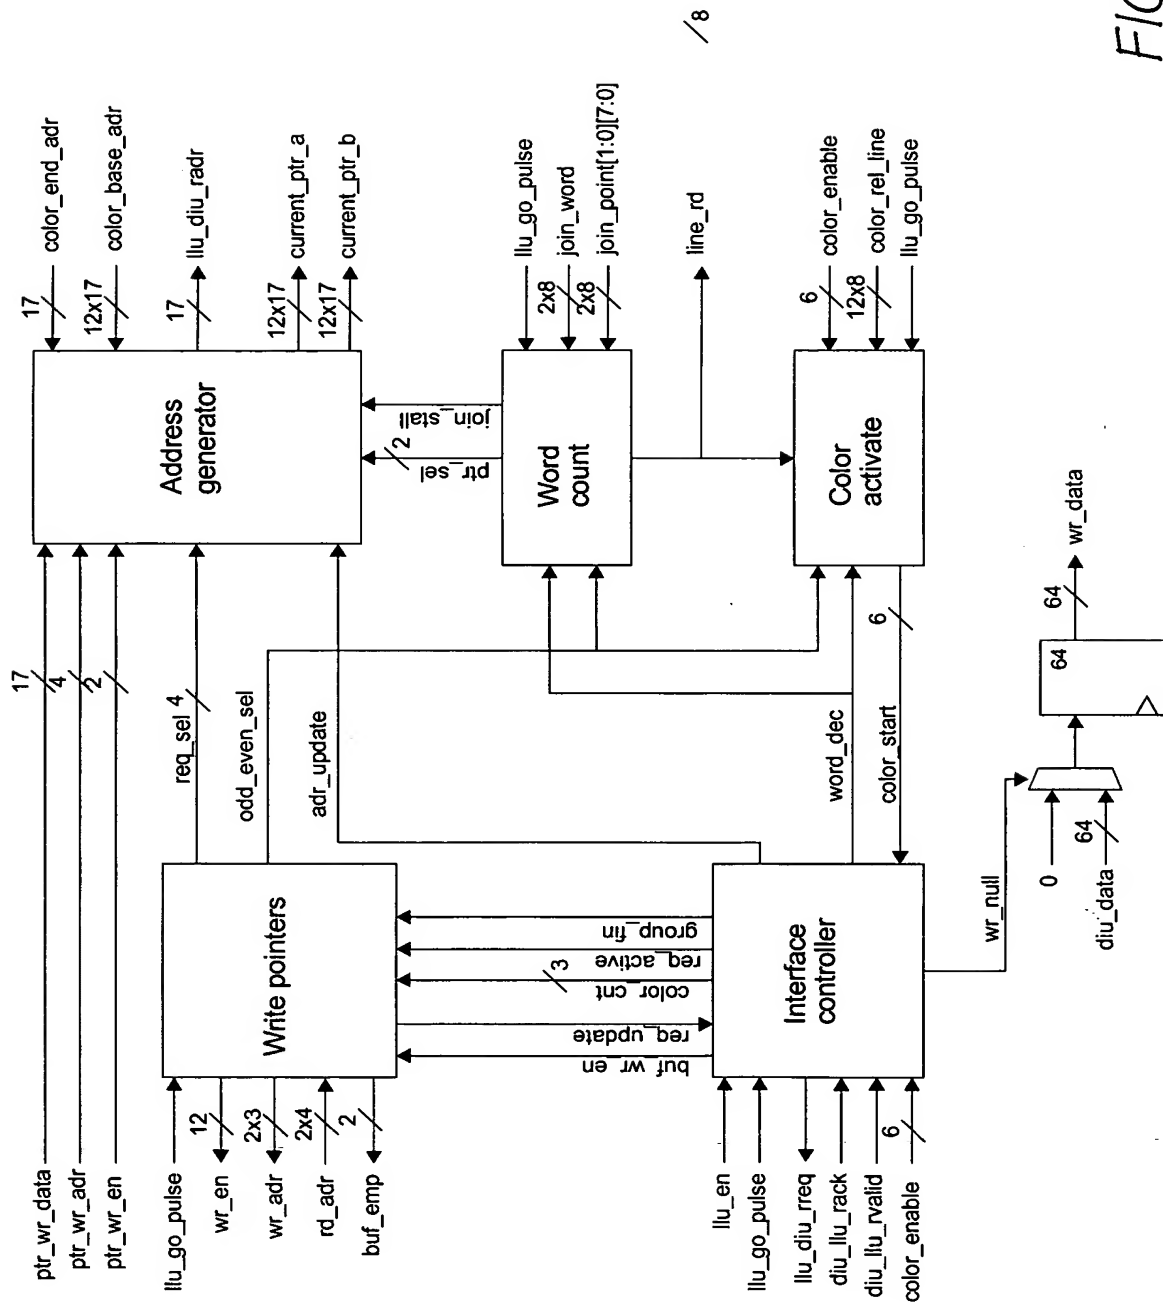 color_end_adr
17
color_base_adr
12x17
llu_diu_radr
17
current_ptr_a
12x17
current_ptr_b
12x17
Address
generator
ptr_wr_data
17
ptr_wr_adr
4
ptr_wr_en
2
req_sel
4
odd_even_sel
adr_update
join_stall
ptr_sel
2
llu_go_pulse
join_word
2x8
join_point[1:0][7:0]
2x8
Word
count
line_rd
color_enable
6
color_rel_line
12x8
llu_go_pulse
Color
activate
word_dec
color_start
6
Write pointers
llu_go_pulse
wr_en
12
wr_adr
2x3
rd_adr
2x4
buf_emp
2
group_fin
req_active
color_cnt
3
req_update
buf_wr_en
Interface
controller
llu_en
llu_go_pulse
llu_diu_rreq
diu_llu_rack
diu_llu_rvalid
color_enable
6
wr_null
0
diu_data
64
64
wr_data
64
8
FIG